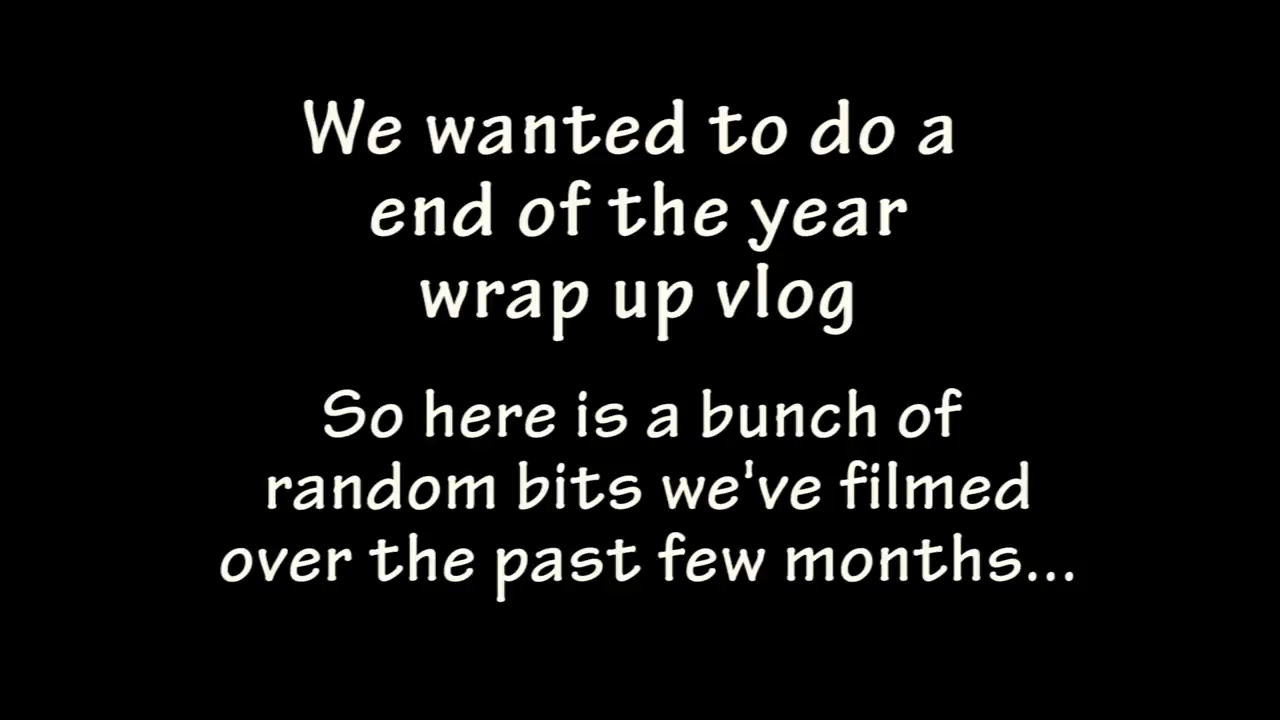 We wanted to do a
end of the year
wrap up vlog
So here is a bunch of
random bits we've filmed
over the past few months...